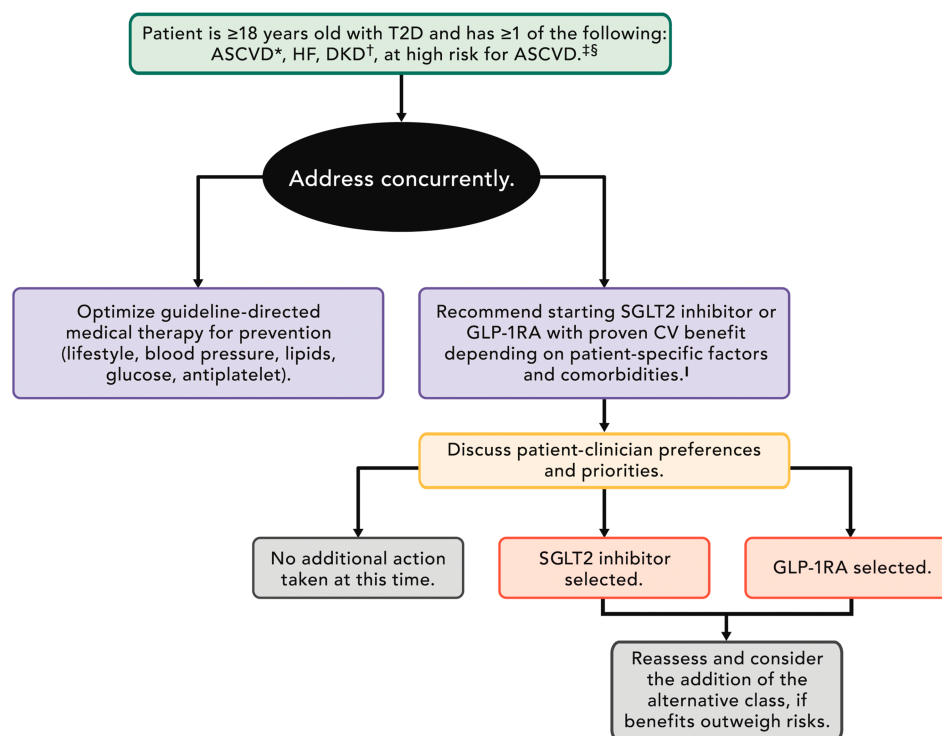 Patient is ≥18 years old with T2D and has ≥1 of the following:
ASCVD*, HF, DKD†, at high risk for ASCVD.‡§
Address concurrently.
Optimize guideline-directed
medical therapy for prevention
(lifestyle, blood pressure, lipids,
glucose, antiplatelet).
Recommend starting SGLT2 inhibitor or
GLP-1RA with proven CV benefit
depending on patient-specific factors
and comorbidities.ǀ
Discuss patient-clinician preferences
and priorities.
No additional action
taken at this time.
SGLT2 inhibitor
selected.
GLP-1RA selected.
Reassess and consider
the addition of the
alternative class, if
benefits outweigh risks.